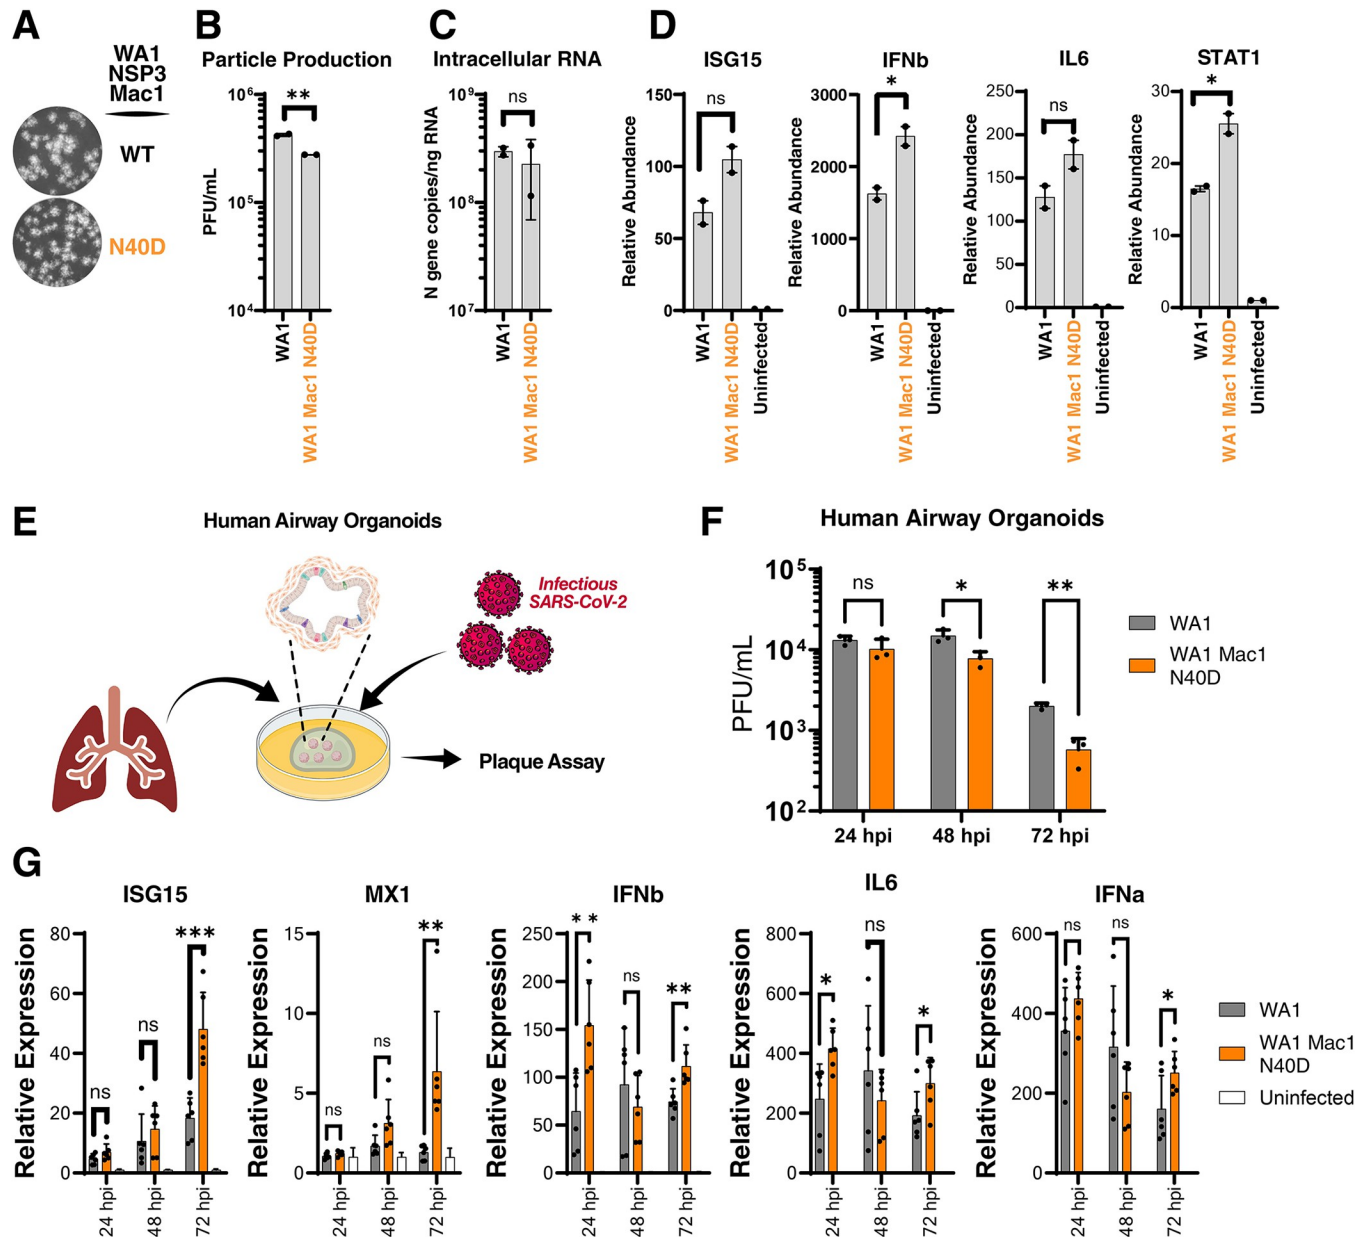 A
WA1
NSP3
Mac1
WT
N40D
B
Particle Production
**
10⁶
10⁵
10⁴
PFU/mL
WA1
WA1 Mac1 N40D
C
Intracellular RNA
ns
10⁹
10⁸
10⁷
N gene copies/ng RNA
WA1
WA1 Mac1 N40D
D
ISG15
ns
150
100
50
0
Relative Abundance
WA1
WA1 Mac1 N40D
Uninfected
IFNb
*
3000
2000
1000
0
Relative Abundance
WA1
WA1 Mac1 N40D
Uninfected
IL6
ns
250
200
150
100
50
0
Relative Abundance
WA1
WA1 Mac1 N40D
Uninfected
STAT1
*
30
20
10
0
Relative Abundance
WA1
WA1 Mac1 N40D
Uninfected
E
Human Airway Organoids
Infectious
SARS-CoV-2
Plaque Assay
F
Human Airway Organoids
10⁵
10⁴
10³
10²
PFU/mL
ns
*
**
24 hpi
48 hpi
72 hpi
WA1
WA1 Mac1
N40D
G
ISG15
Relative Expression
80
60
40
20
0
ns
ns
***
24 hpi
48 hpi
72 hpi
MX1
Relative Expression
15
10
5
0
ns
ns
**
24 hpi
48 hpi
72 hpi
IFNb
Relative Expression
250
200
150
100
50
0
**
ns
**
24 hpi
48 hpi
72 hpi
IL6
Relative Expression
800
600
400
200
0
*
ns
*
24 hpi
48 hpi
72 hpi
IFNa
Relative Expression
600
400
200
0
ns
ns
*
24 hpi
48 hpi
72 hpi
WA1
WA1 Mac1
N40D
Uninfected